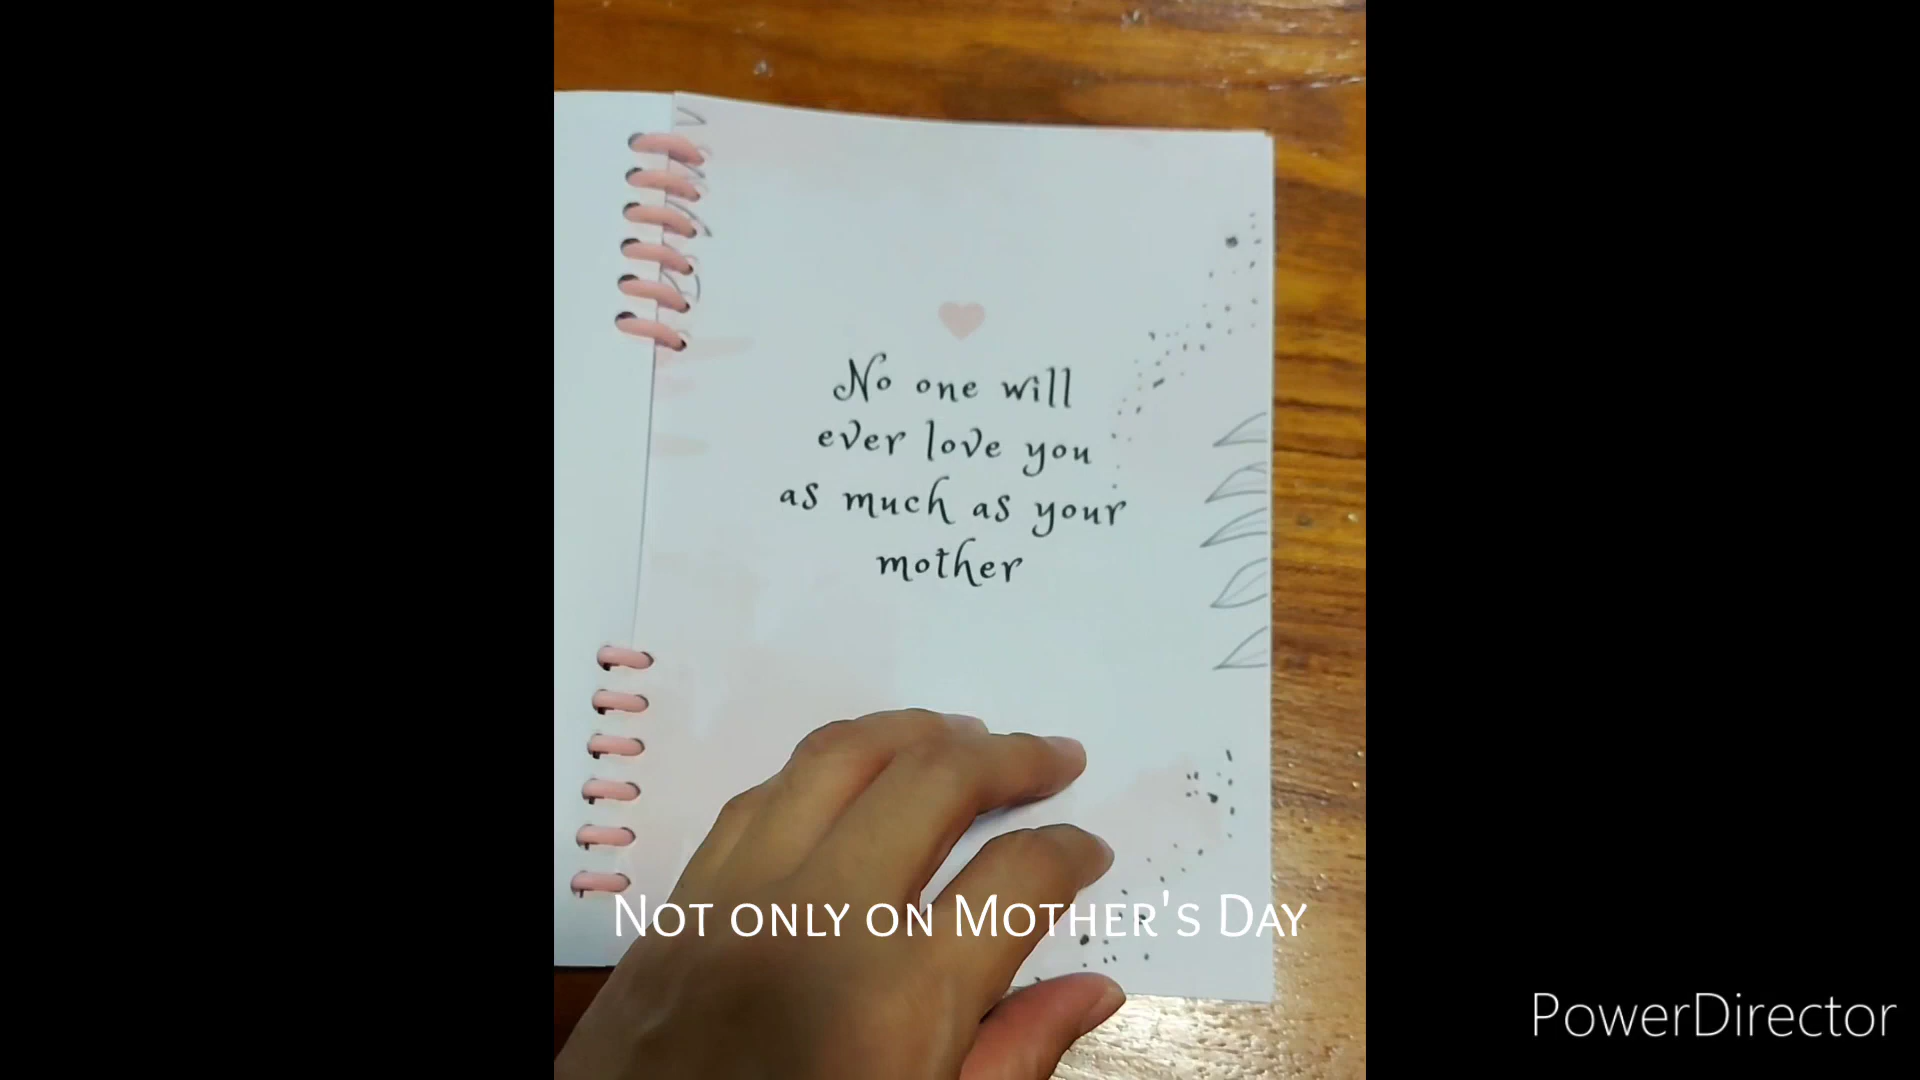 No one will
ever love you
as much as your
mother
Not only on Mother's Day
PowerDirector